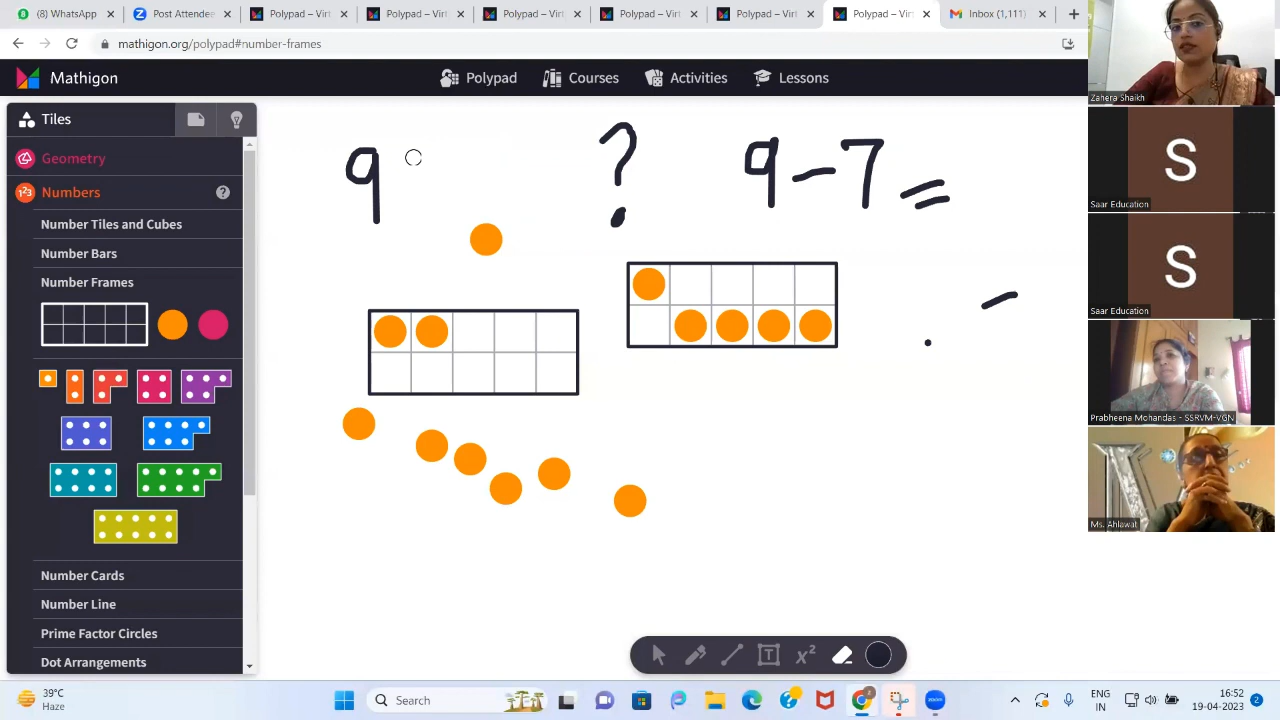 (8) WhatsApp
Post Attendee
Polypad – Virt
Polypad – Virt
Polypad – Virt
Polypad – Virt
Polypad – Virt
Polypad – Virt
Inbox (1,111)
mathigon.org/polypad#number-frames
Mathigon
Polypad
Courses
Activities
Lessons
Tiles
Geometry
Numbers
Number Tiles and Cubes
Number Bars
Number Frames
Number Cards
Number Line
Prime Factor Circles
Dot Arrangements
9 ? 9 - 7 =
-
.
T
x²
Zahera Shaikh
S
Saar Education
S
Saar Education
Prabheena Mohandas - SSRVM-VGN
Ms. Ahlawat
39°C
Haze
Search
ENG
IN
16:52
19-04-2023
2